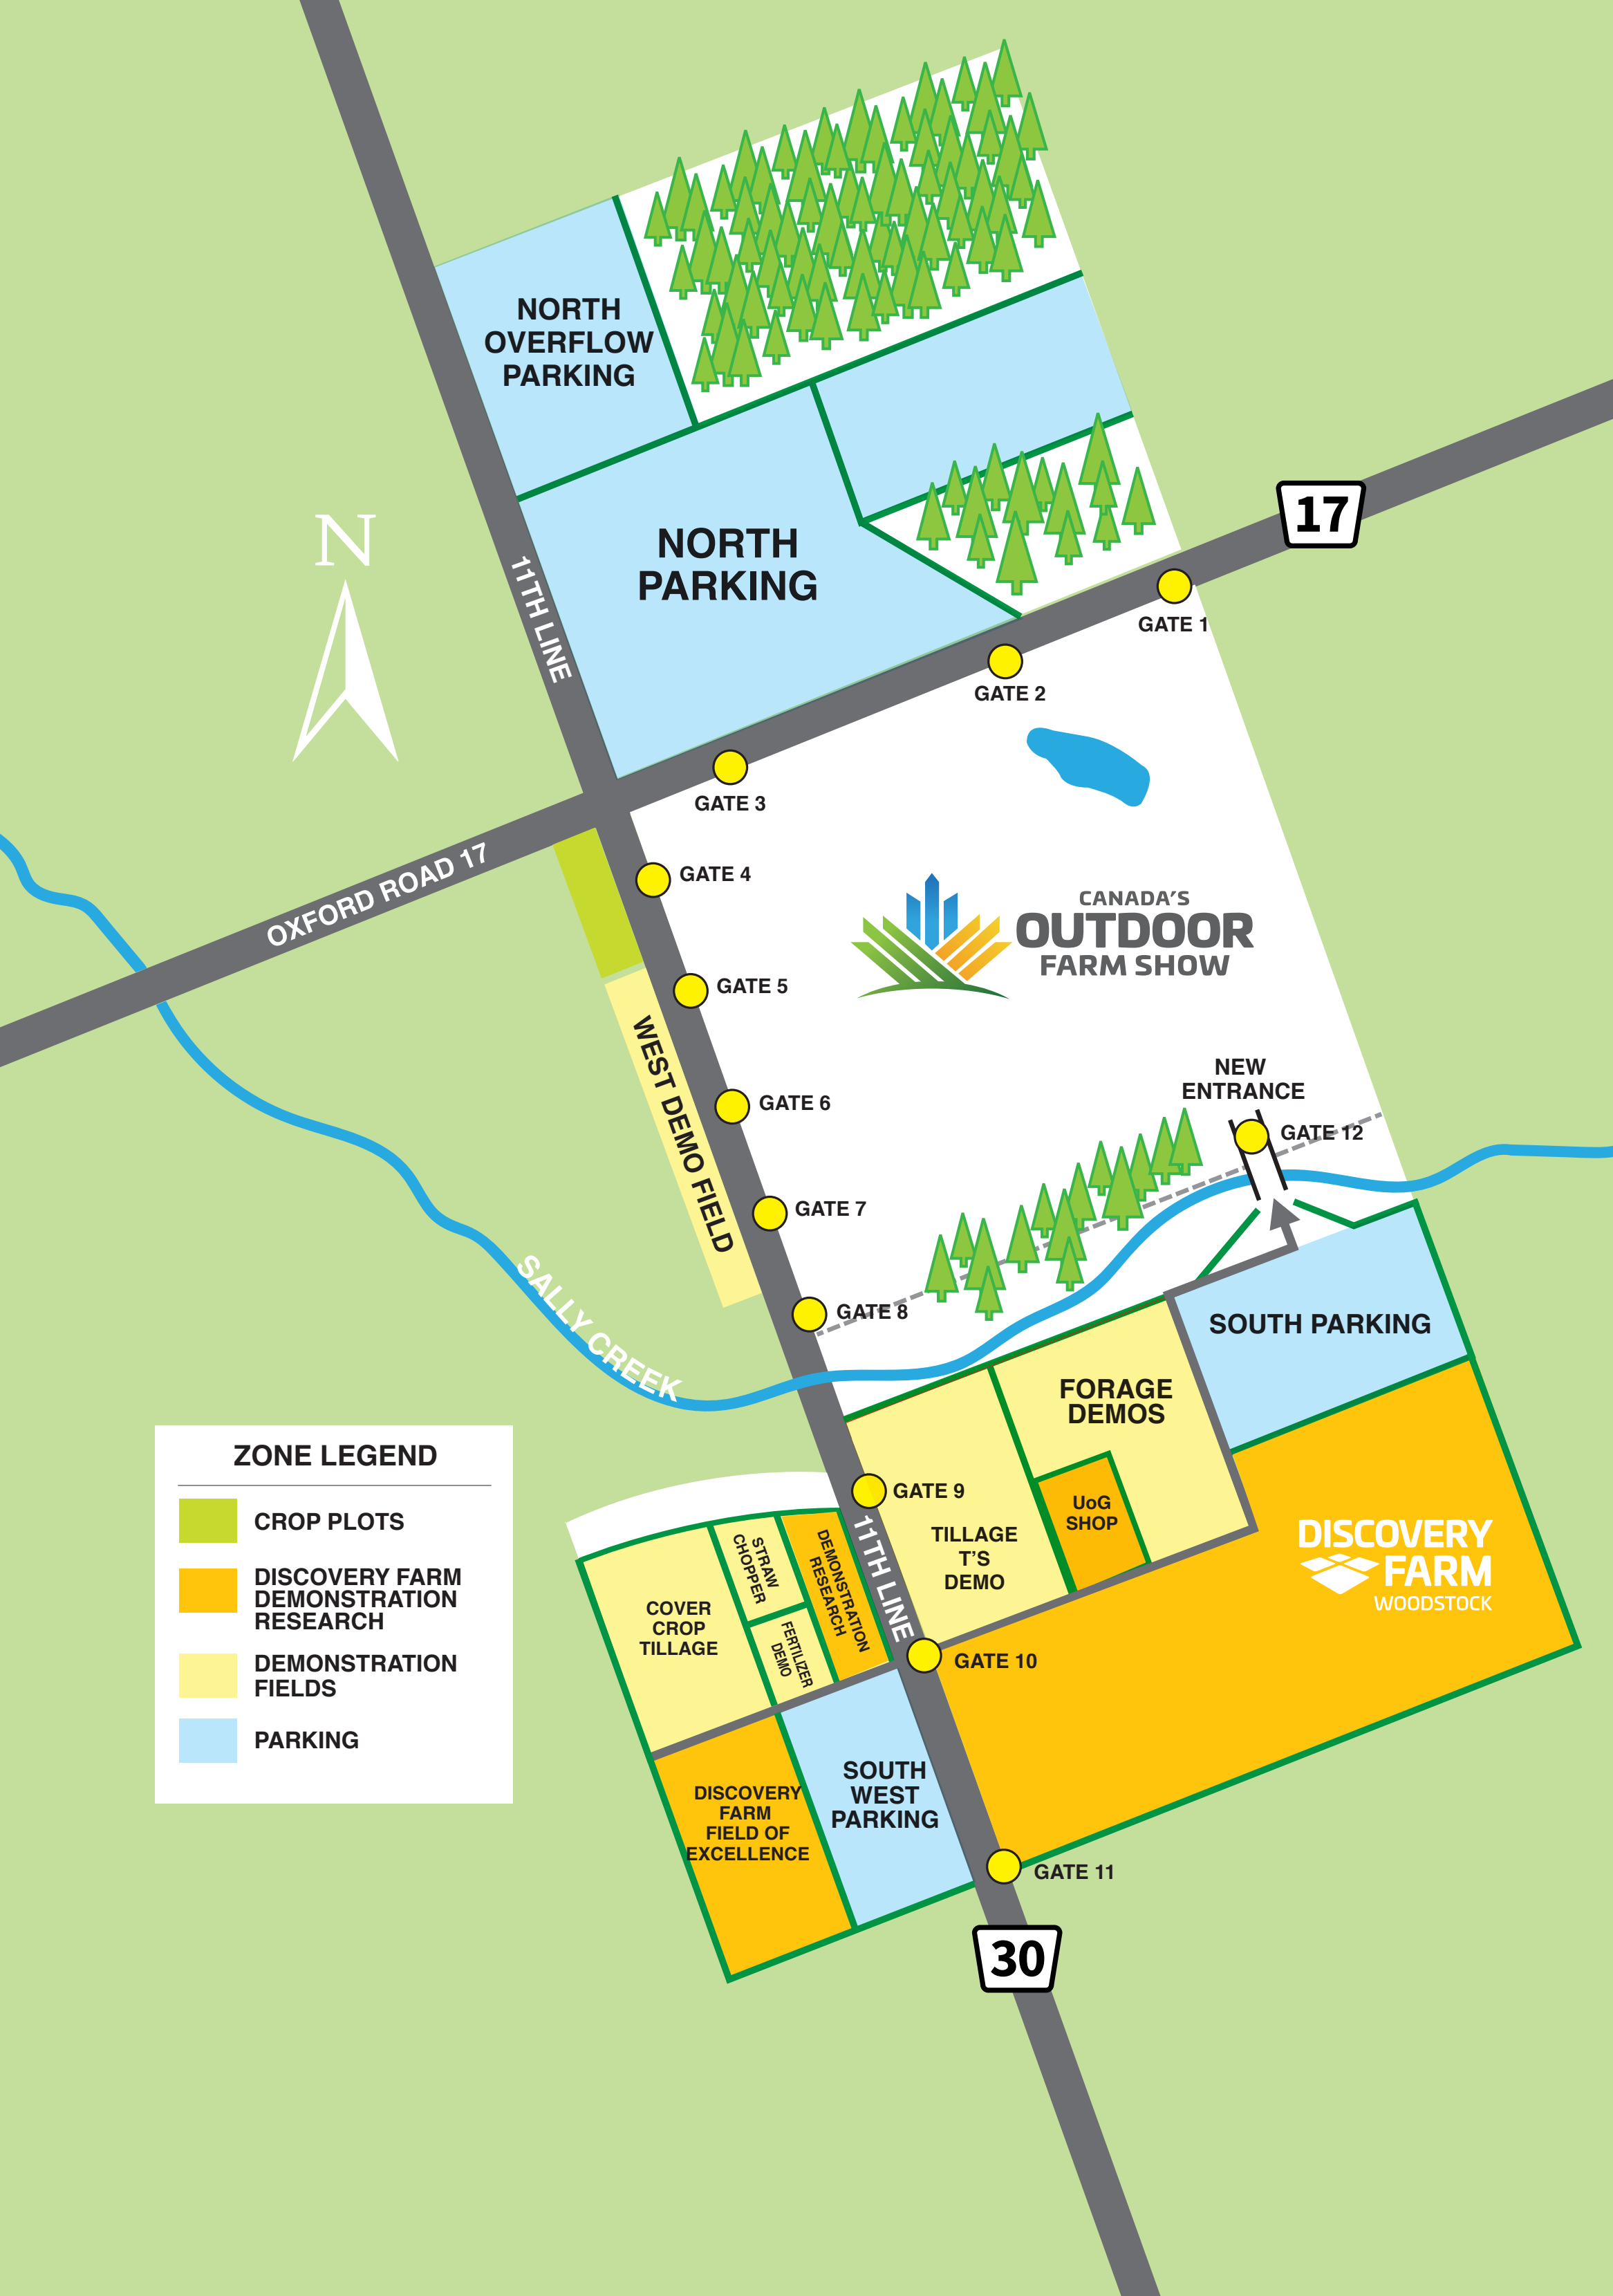 NORTH
OVERFLOW
PARKING
17
NORTH
PARKING
N
11TH LINE
GATE 1
GATE 2
GATE 3
OXFORD ROAD 17
GATE 4
CANADA'S
OUTDOOR
FARM SHOW
GATE 5
WEST DEMO FIELD
NEW
ENTRANCE
GATE 6
GATE 12
GATE 7
SALLY CREEK
GATE 8
SOUTH PARKING
FORAGE
DEMOS
ZONE LEGEND
CROP PLOTS
DISCOVERY FARM
DEMONSTRATION
RESEARCH
DEMONSTRATION
FIELDS
PARKING
GATE 9
UoG
SHOP
11TH LINE
TILLAGE
T'S
DEMO
DISCOVERY
FARM
WOODSTOCK
STRAW
CHOPPER
DEMONSTRATION
RESEARCH
COVER
CROP
TILLAGE
FERTILIZER
DEMO
GATE 10
SOUTH
WEST
PARKING
DISCOVERY
FARM
FIELD OF
EXCELLENCE
GATE 11
30